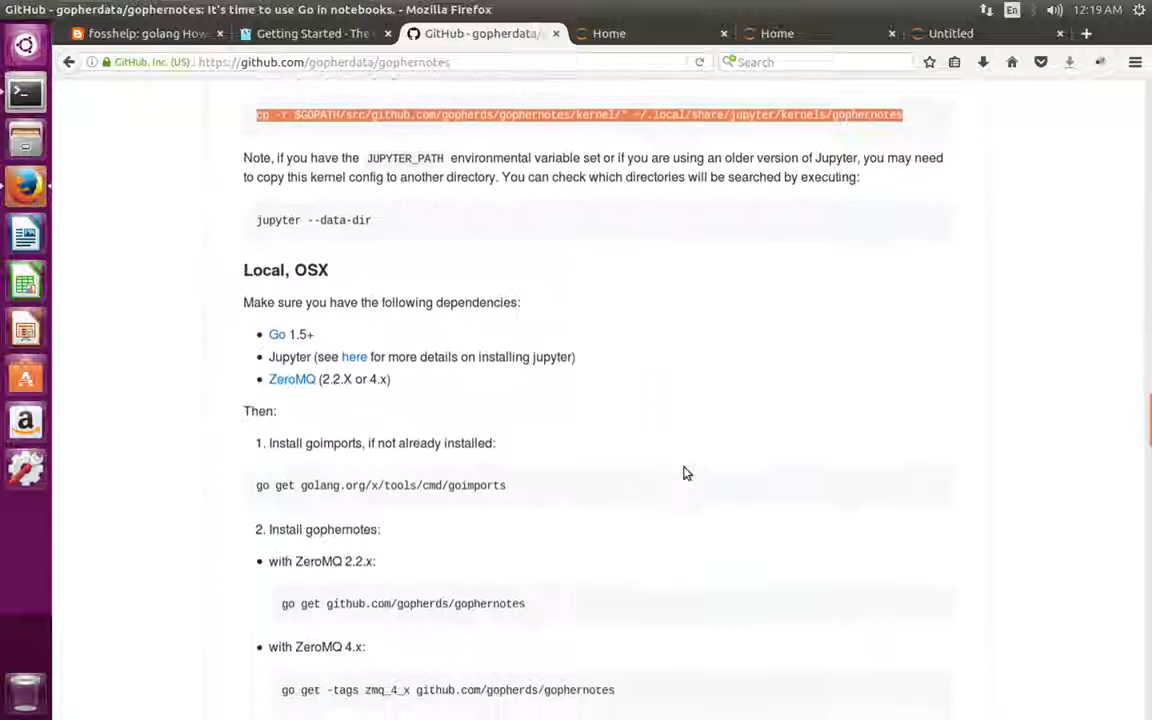 GitHub - gopherdata/gophernotes: It's time to use Go in notebooks. - Mozilla Firefox
En
12:19 AM
fosshelp: golang How
Getting Started - The
GitHub - gopherdata/
Home
Home
Untitled
GitHub, Inc. (US)
https://github.com/gopherdata/gophernotes
Search
cp -r $GOPATH/src/github.com/gopherds/gophernotes/kernel/* ~/.local/share/jupyter/kernels/gophernotes
Note, if you have the JUPYTER_PATH environmental variable set or if you are using an older version of Jupyter, you may need
to copy this kernel config to another directory. You can check which directories will be searched by executing:
jupyter --data-dir
Local, OSX
Make sure you have the following dependencies:
• Go 1.5+
• Jupyter (see here for more details on installing jupyter)
• ZeroMQ (2.2.X or 4.x)
Then:
1. Install goimports, if not already installed:
go get golang.org/x/tools/cmd/goimports
2. Install gophernotes:
• with ZeroMQ 2.2.x:
go get github.com/gopherds/gophernotes
• with ZeroMQ 4.x:
go get -tags zmq_4_x github.com/gopherds/gophernotes